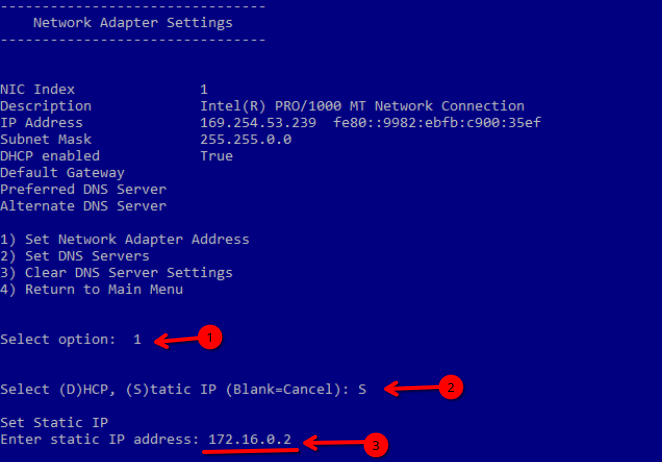 --------------------------------
Network Adapter Settings
--------------------------------
NIC Index 1
Description Intel(R) PRO/1000 MT Network Connection
IP Address 169.254.53.239 fe80::9982:ebfb:c900:35ef
Subnet Mask 255.255.0.0
DHCP enabled True
Default Gateway
Preferred DNS Server
Alternate DNS Server
1) Set Network Adapter Address
2) Set DNS Servers
3) Clear DNS Server Settings
4) Return to Main Menu
Select option: 1 1
Select (D)HCP, (S)tatic IP (Blank=Cancel): S 2
Set Static IP
Enter static IP address: 172.16.0.2 3